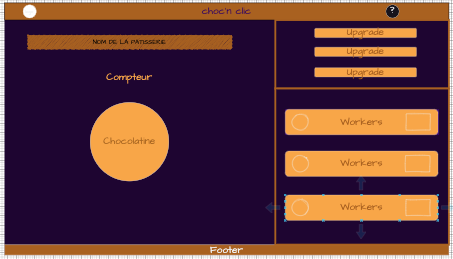 choc'n clic
?
NOM DE LA PATISSERIE
Compteur
Chocolatine
Upgrade
Upgrade
Upgrade
Workers
Workers
Workers
Footer